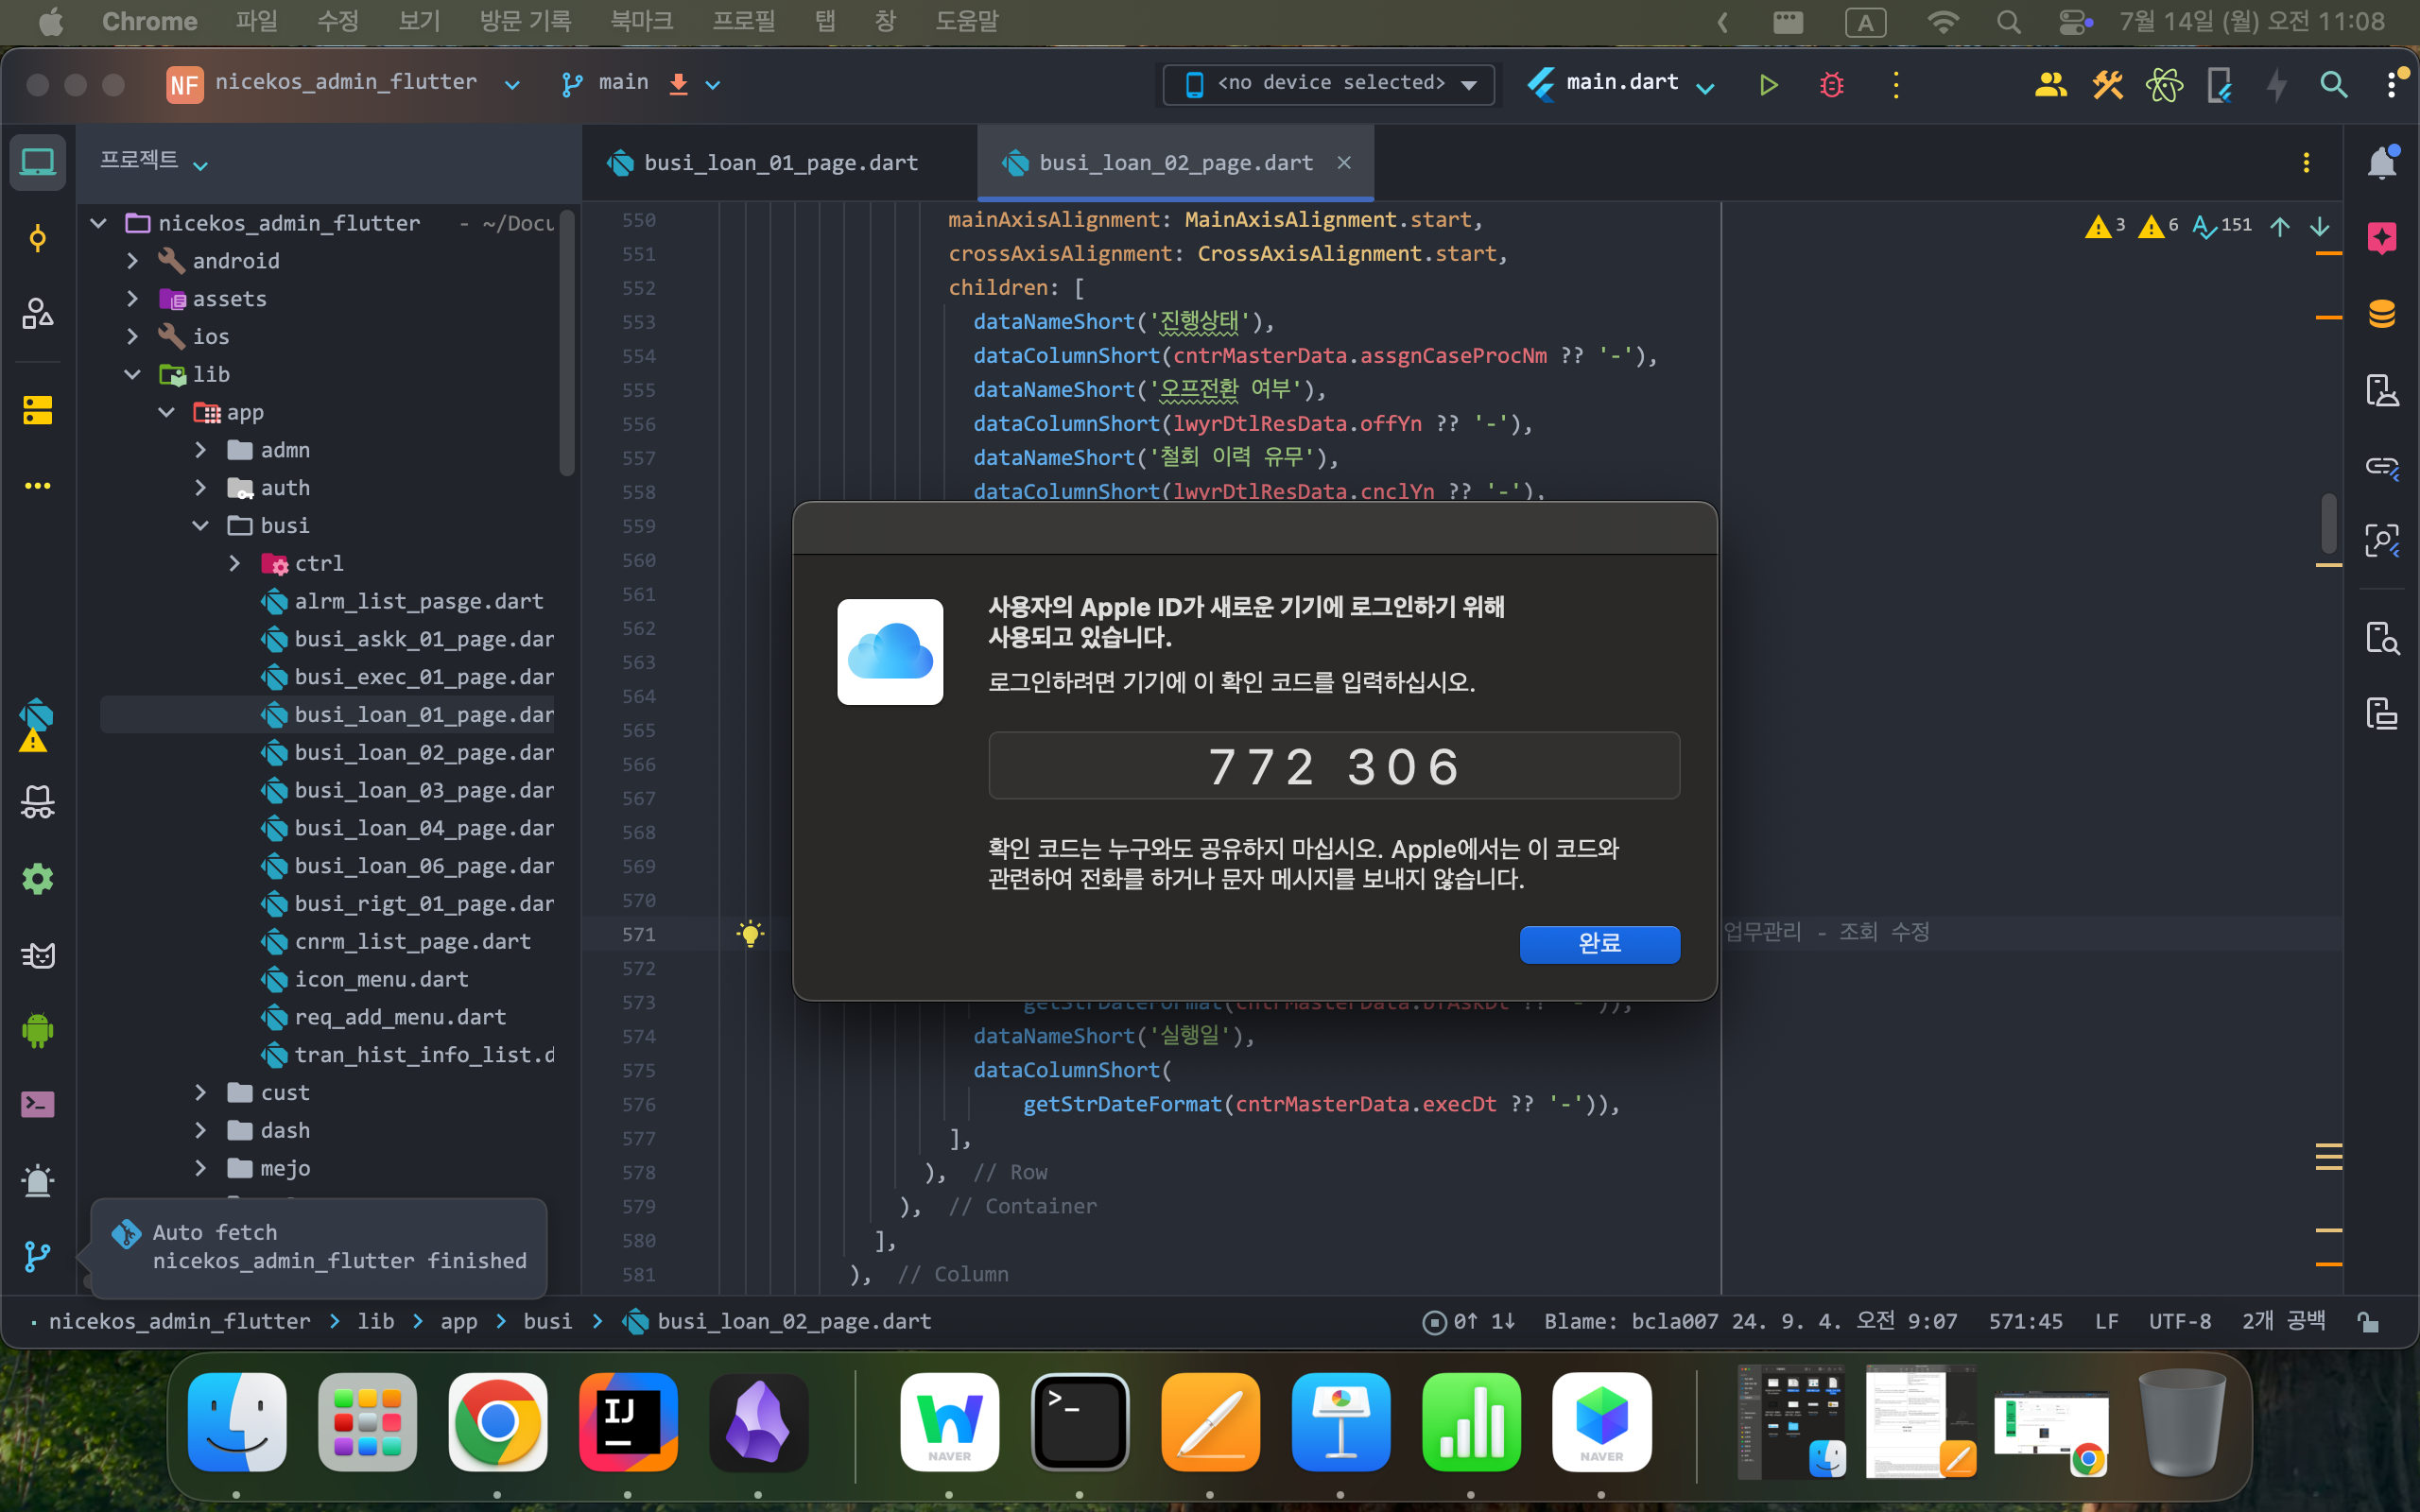 Chrome 파일 수정 보기 방문 기록 북마크 프로필 탭 창 도움말 A 7월 14일 (월) 오전 11:08
NF nicekos_admin_flutter main <no device selected> main.dart
프로젝트
busi_loan_01_page.dart busi_loan_02_page.dart
nicekos_admin_flutter - ~/Docu
android
assets
ios
lib
app
admn
auth
busi
ctrl
alrm_list_pasge.dart
busi_askk_01_page.dar
busi_exec_01_page.dar
busi_loan_01_page.dar
busi_loan_02_page.dar
busi_loan_03_page.dar
busi_loan_04_page.dar
busi_loan_06_page.dar
busi_rigt_01_page.dar
cnrm_list_page.dart
icon_menu.dart
req_add_menu.dart
tran_hist_info_list.d
cust
dash
mejo
Auto fetch
nicekos_admin_flutter finished
3 6 151
550 mainAxisAlignment: MainAxisAlignment.start,
551 crossAxisAlignment: CrossAxisAlignment.start,
552 children: [
553 dataNameShort('진행상태'),
554 dataColumnShort(cntrMasterData.assgnCaseProcNm ?? '-'),
555 dataNameShort('오프전환 여부'),
556 dataColumnShort(lwyrDtlResData.offYn ?? '-'),
557 dataNameShort('철회 이력 유무'),
558 dataColumnShort(lwyrDtlResData.cnclYn ?? '-'),
559
560
561
562
563
564
565
566
567
568
569
570
571 업무관리 - 조회 수정
572
573 getStrDateFormat(cntrMasterData.bfAskDt ?? '-')),
574 dataNameShort('실행일'),
575 dataColumnShort(
576 getStrDateFormat(cntrMasterData.execDt ?? '-')),
577 ],
578 ), // Row
579 ), // Container
580 ],
581 ), // Column
사용자의 Apple ID가 새로운 기기에 로그인하기 위해
사용되고 있습니다.
로그인하려면 기기에 이 확인 코드를 입력하십시오.
772 306
확인 코드는 누구와도 공유하지 마십시오. Apple에서는 이 코드와
관련하여 전화를 하거나 문자 메시지를 보내지 않습니다.
완료
nicekos_admin_flutter > lib > app > busi > busi_loan_02_page.dart 0↑ 1↓ Blame: bcla007 24. 9. 4. 오전 9:07 571:45 LF UTF-8 2개 공백
IJ NAVER >_ NAVER